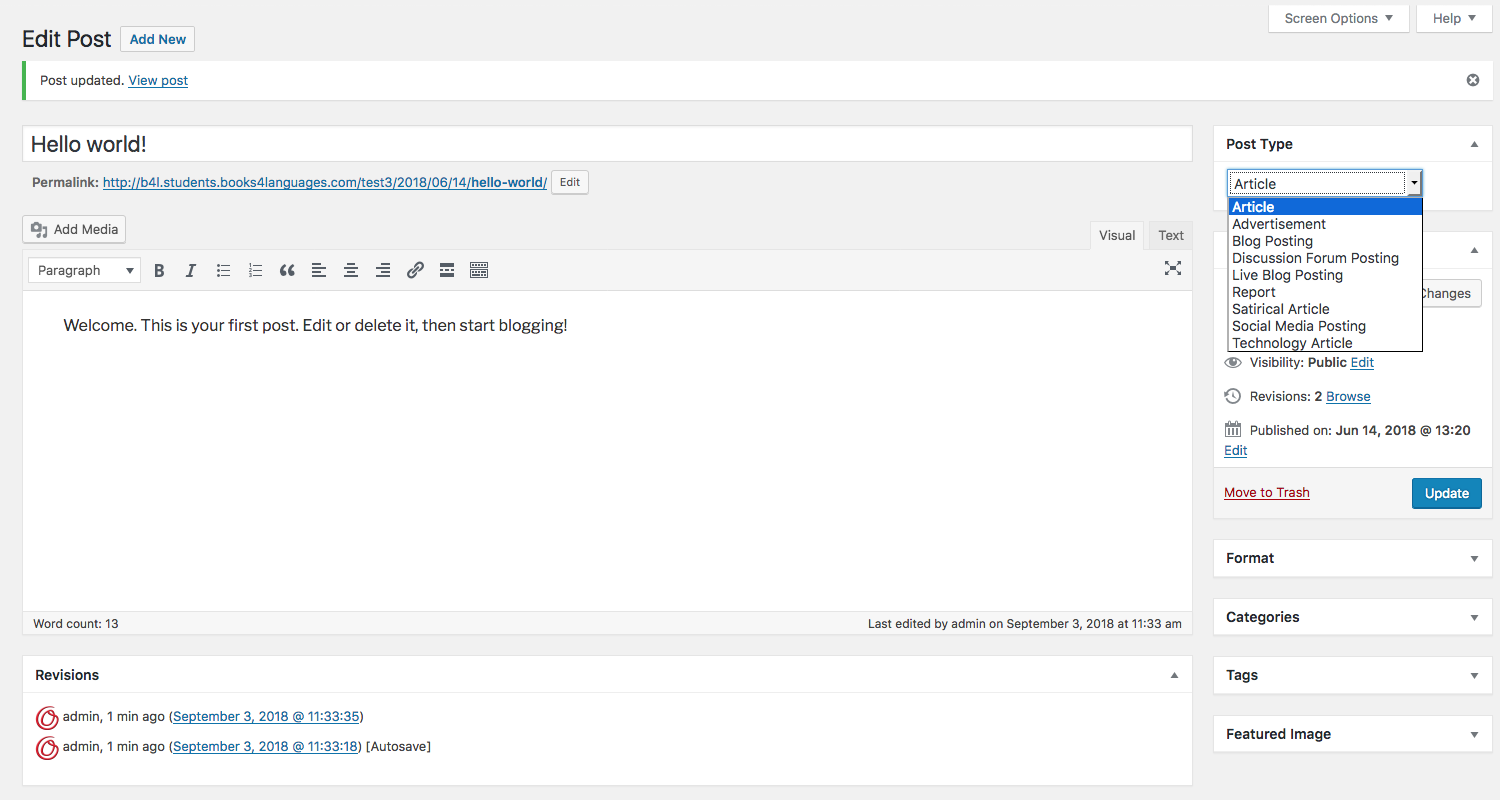 Screen Options
Help
Edit Post
Add New
Post updated. View post
Hello world!
Permalink: http://b4l.students.books4languages.com/test3/2018/06/14/hello-world/ Edit
Add Media
Visual
Text
Paragraph
B
I
Welcome. This is your first post. Edit or delete it, then start blogging!
Word count: 13
Last edited by admin on September 3, 2018 at 11:33 am
Revisions
admin, 1 min ago (September 3, 2018 @ 11:33:35)
admin, 1 min ago (September 3, 2018 @ 11:33:18) [Autosave]
Post Type
Article
Article
Advertisement
Blog Posting
Discussion Forum Posting
Live Blog Posting
Report
Satirical Article
Social Media Posting
Technology Article
Changes
Visibility: Public Edit
Revisions: 2 Browse
Published on: Jun 14, 2018 @ 13:20
Edit
Move to Trash
Update
Format
Categories
Tags
Featured Image